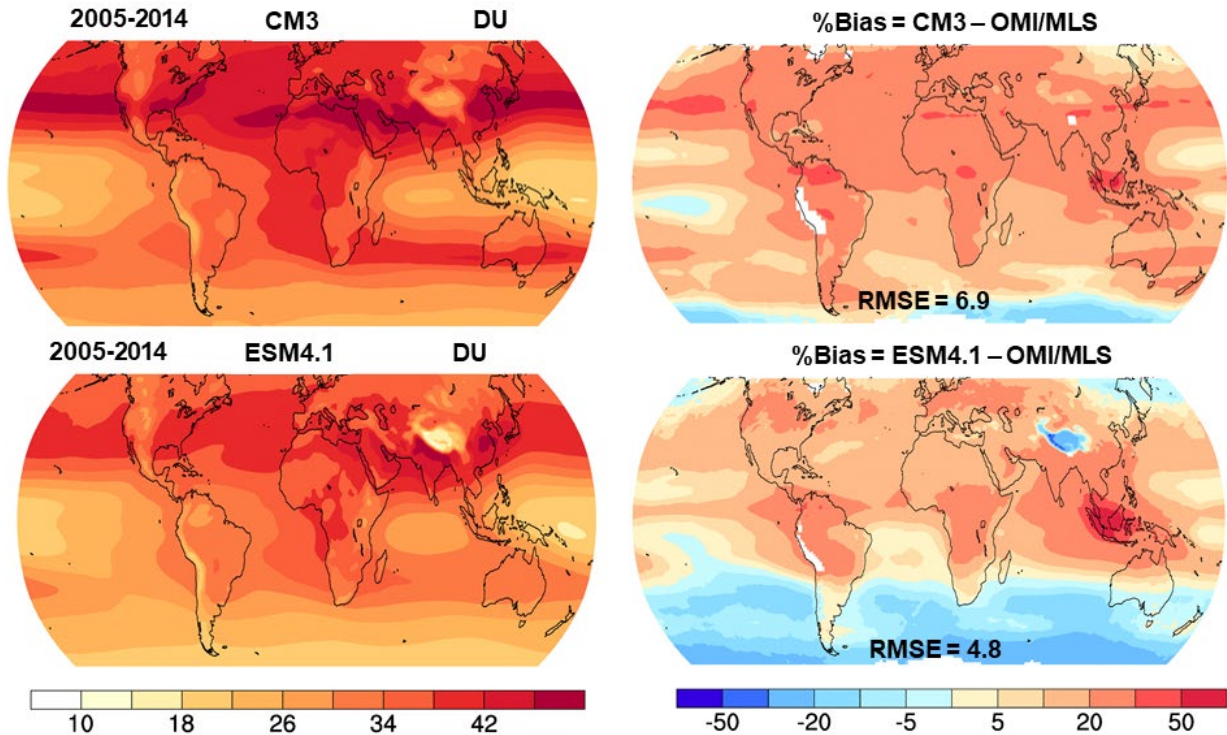 2005-2014 CM3 DU
%Bias = CM3 – OMI/MLS
RMSE = 6.9
2005-2014 ESM4.1 DU
%Bias = ESM4.1 – OMI/MLS
RMSE = 4.8
10 18 26 34 42
-50 -20 -5 5 20 50